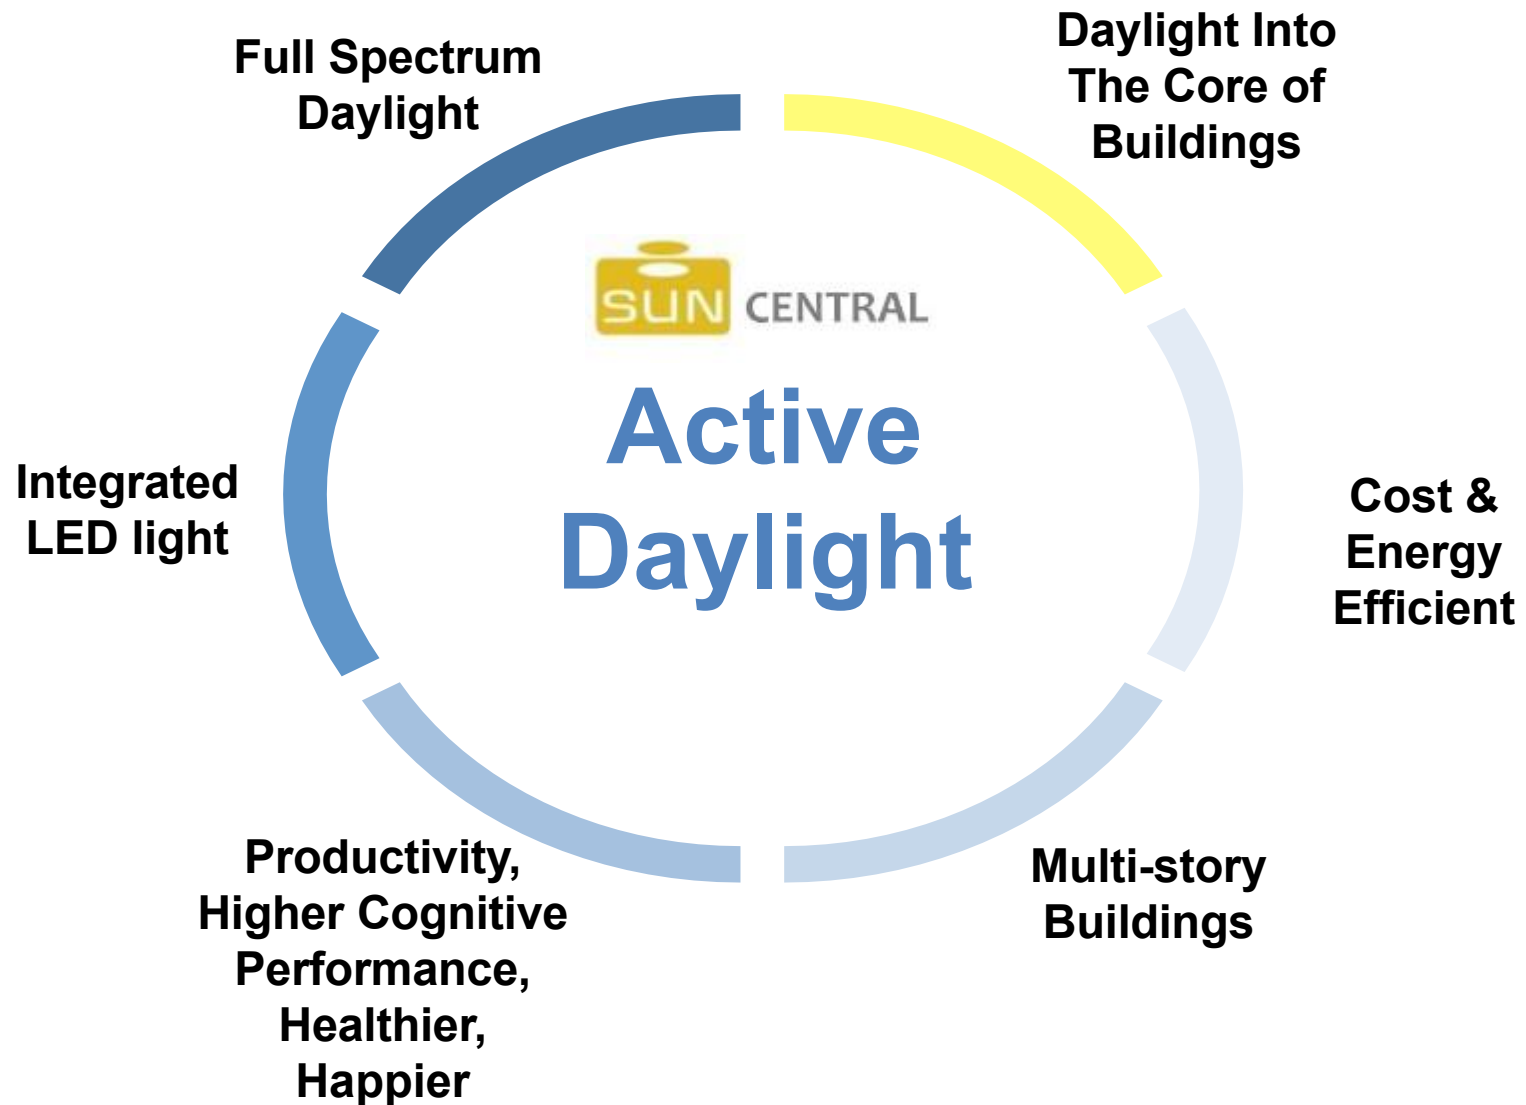 Full Spectrum
Daylight
Daylight Into
The Core of
Buildings
SUN CENTRAL
Active
Daylight
Integrated
LED light
Cost &
Energy
Efficient
Productivity,
Higher Cognitive
Performance,
Healthier,
Happier
Multi-story
Buildings